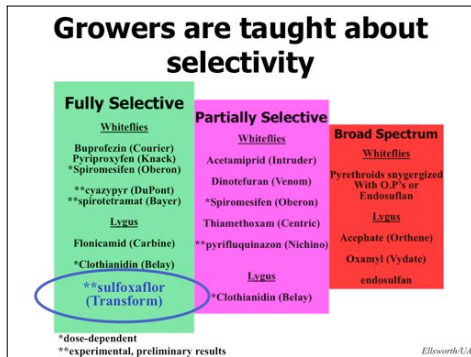 Growers are taught about
selectivity
Fully Selective
Whiteflies
Buprofezin (Courier)
Pyriproxyfen (Knack)
*Spiromesifen (Oberon)
**cyazypyr (DuPont)
**spirotetramat (Bayer)
Lygus
Flonicamid (Carbine)
*Clothianidin (Belay)
**sulfoxaflor
(Transform)
Partially Selective
Whiteflies
Acetamiprid (Intruder)
Dinotefuran (Venom)
*Spiromesifen (Oberon)
Thiamethoxam (Centric)
**pyrifluquinazon (Nichino)
Lygus
*Clothianidin (Belay)
Broad Spectrum
Whiteflies
Pyrethroids snygergized
With O.P's or
Endosulfan
Lygus
Acephate (Orthene)
Oxamyl (Vydate)
endosulfan
*dose-dependent
**experimental, preliminary results
Ellsworth/UA